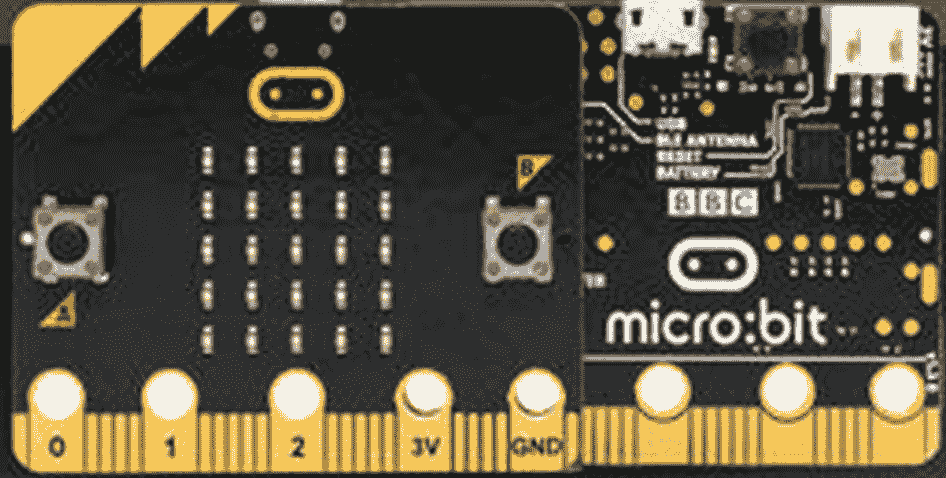 B
A
0 1 2 3V GND
USB
BLE ANTENNA
RESET
BATTERY
BBC
micro:bit